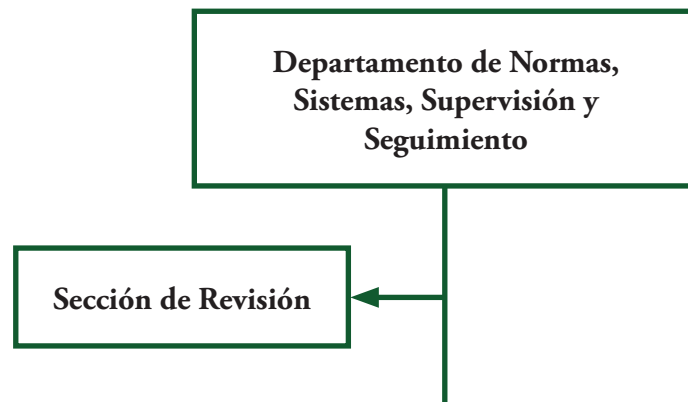 Departamento de Normas,
Sistemas, Supervisión y
Seguimiento
Sección de Revisión